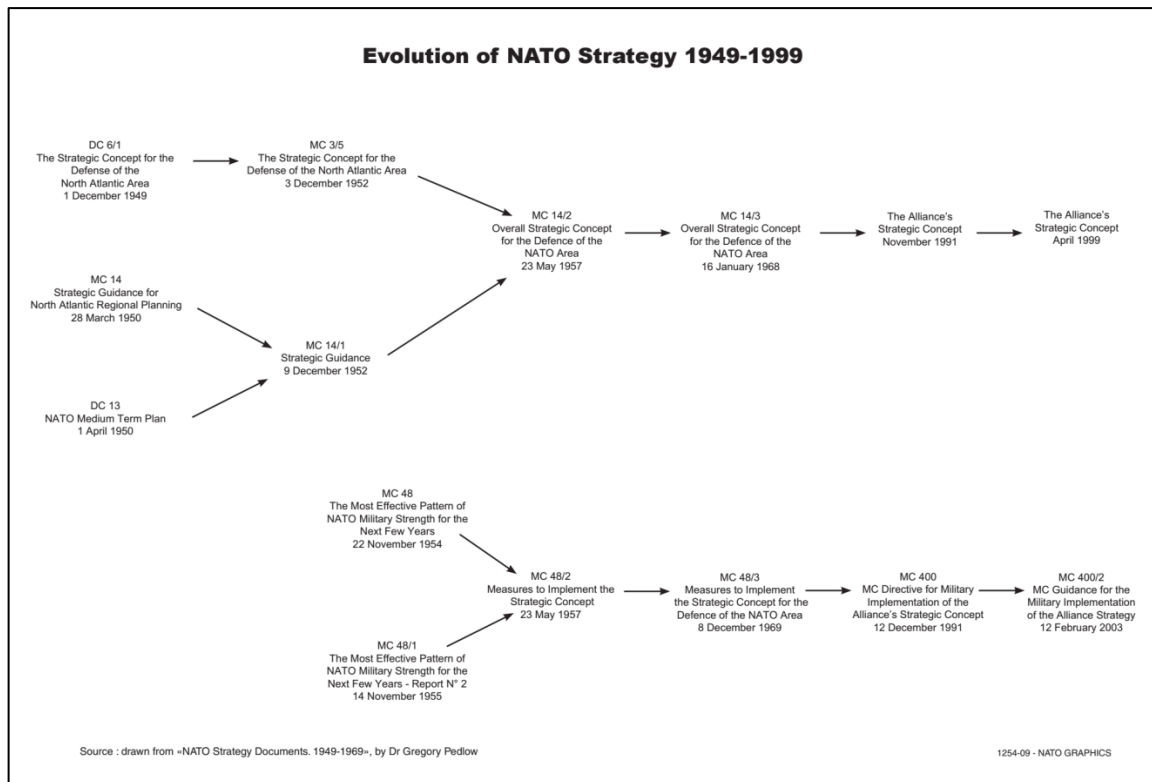 Evolution of NATO Strategy 1949-1999
DC 6/1
The Strategic Concept for the
Defense of the
North Atlantic Area
1 December 1949
MC 3/5
The Strategic Concept for the
Defense of the North Atlantic Area
3 December 1952
MC 14/2
Overall Strategic Concept
for the Defence of the
NATO Area
23 May 1957
MC 14/3
Overall Strategic Concept
for the Defence of the
NATO Area
16 January 1968
The Alliance's
Strategic Concept
November 1991
The Alliance's
Strategic Concept
April 1999
MC 14
Strategic Guidance for
North Atlantic Regional Planning
28 March 1950
MC 14/1
Strategic Guidance
9 December 1952
DC 13
NATO Medium Term Plan
1 April 1950
MC 48
The Most Effective Pattern of
NATO Military Strength for the
Next Few Years
22 November 1954
MC 48/2
Measures to Implement the
Strategic Concept
23 May 1957
MC 48/3
Measures to Implement
the Strategic Concept for the
Defence of the NATO Area
8 December 1969
MC 400
MC Directive for Military
Implementation of the
Alliance's Strategic Concept
12 December 1991
MC 400/2
MC Guidance for the
Military Implementation
of the Alliance Strategy
12 February 2003
MC 48/1
The Most Effective Pattern of
NATO Military Strength for the
Next Few Years - Report N° 2
14 November 1955
Source : drawn from «NATO Strategy Documents. 1949-1969», by Dr Gregory Pedlow
1254-09 - NATO GRAPHICS